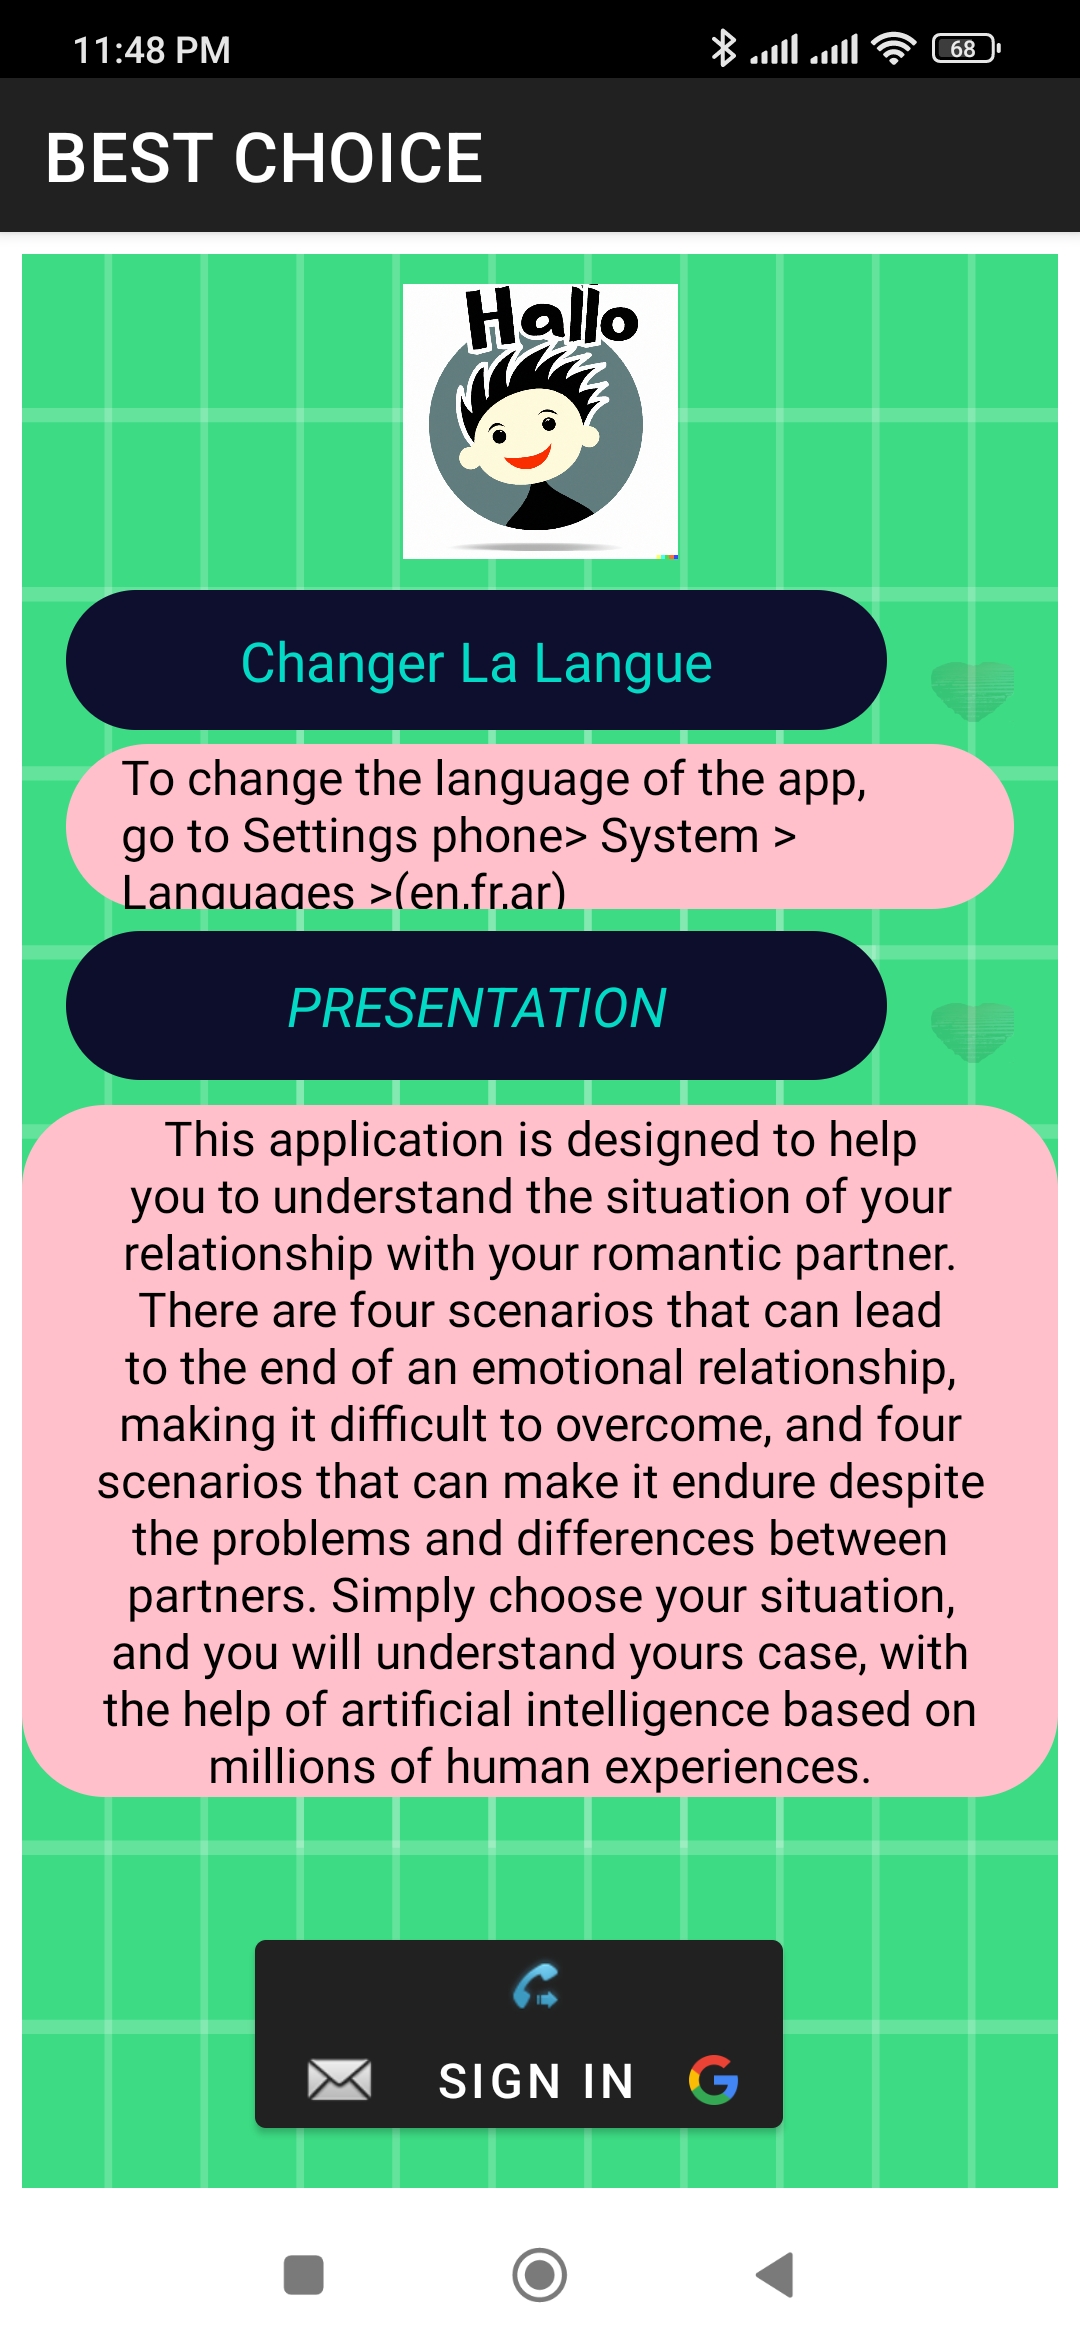 11:48 PM
68
BEST CHOICE
Hallo
Changer La Langue
To change the language of the app,
go to Settings phone> System >
Languages >(en,fr,ar)
PRESENTATION
This application is designed to help
you to understand the situation of your
relationship with your romantic partner.
There are four scenarios that can lead
to the end of an emotional relationship,
making it difficult to overcome, and four
scenarios that can make it endure despite
the problems and differences between
partners. Simply choose your situation,
and you will understand yours case, with
the help of artificial intelligence based on
millions of human experiences.
SIGN IN